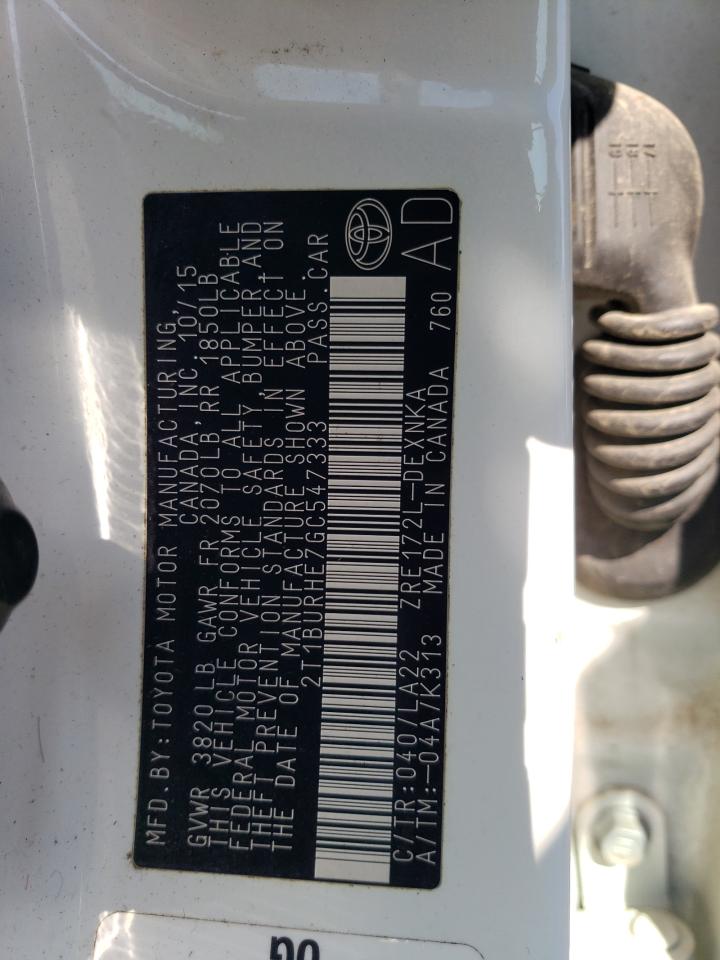 MFD.BY:TOYOTA MOTOR MANUFACTURING,
CANADA, INC. 10/15
GVWR 3820 LB GAWR FR 2070 LB RR 1850LB
THIS VEHICLE CONFORMS TO ALL APPLICABLE
FEDERAL MOTOR VEHICLE SAFETY, BUMPER AND
THEFT PREVENTION STANDARDS IN EFFECT ON
THE DATE OF MANUFACTURE SHOWN ABOVE.
2T1BURHE7GC547333 PASS.CAR
C/TR:040/LA22 ZRE172L-DEXNKA
A/TM:-04A/K313 MADE IN CANADA 760 AD